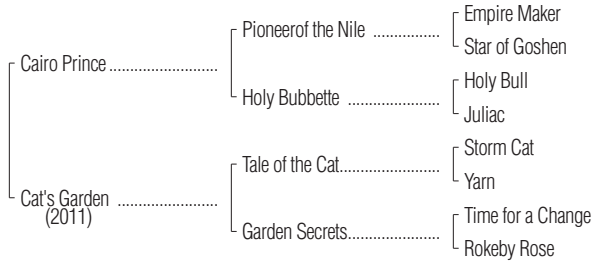 Cairo Prince ..........................
Cat's Garden ........................
(2011)
Pioneerof the Nile ................
Holy Bubbette ......................
Tale of the Cat........................
Garden Secrets......................
Empire Maker
Star of Goshen
Holy Bull
Juliac
Storm Cat
Yarn
Time for a Change
Rokeby Rose